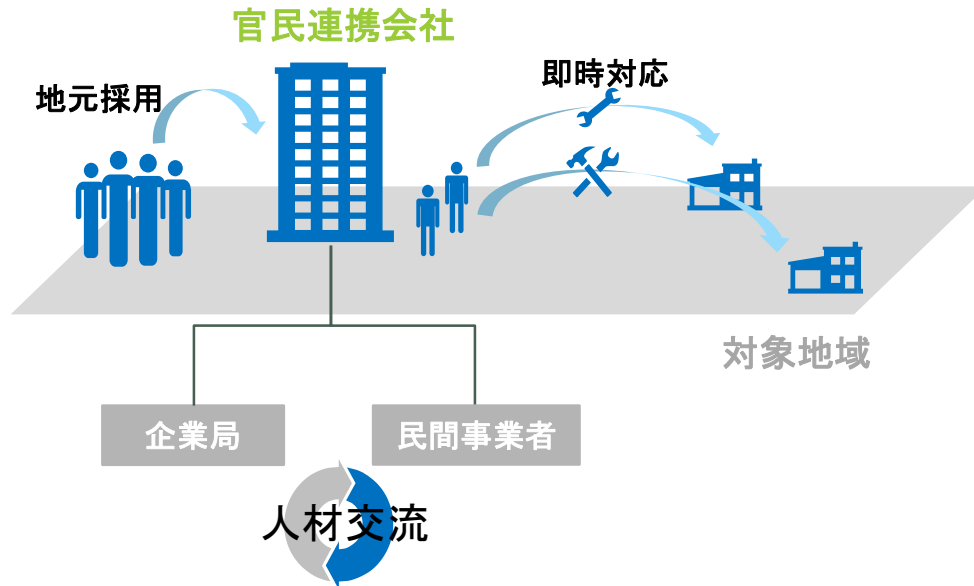 官民連携会社
地元採用
即時対応
対象地域
企業局
民間事業者
人材交流